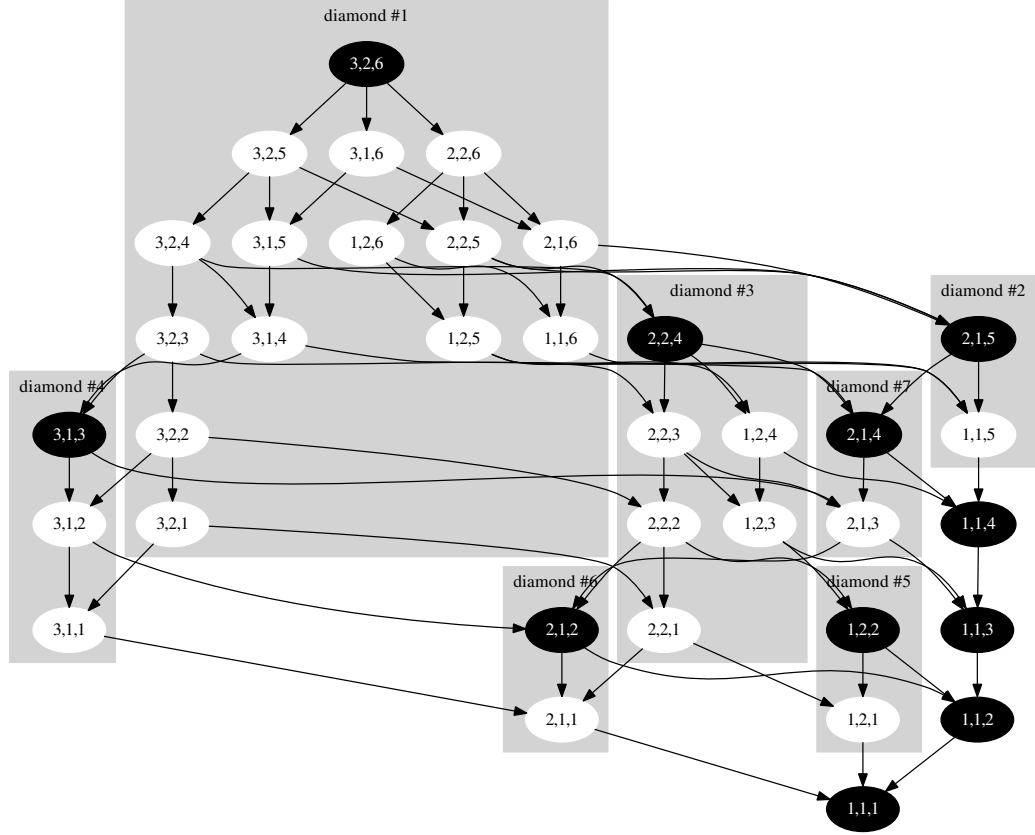 diamond #1
3,2,6
3,2,5 3,1,6 2,2,6
3,2,4 3,1,5 1,2,6 2,2,5 2,1,6
diamond #3 diamond #2
3,2,3 3,1,4 1,2,5 1,1,6 2,2,4 2,1,5
diamond #4 diamond #7
3,1,3 3,2,2 2,2,3 1,2,4 2,1,4 1,1,5
3,1,2 3,2,1 2,2,2 1,2,3 2,1,3 1,1,4
diamond #6 diamond #5
3,1,1 2,1,2 2,2,1 1,2,2 1,1,3
2,1,1 1,2,1 1,1,2
1,1,1